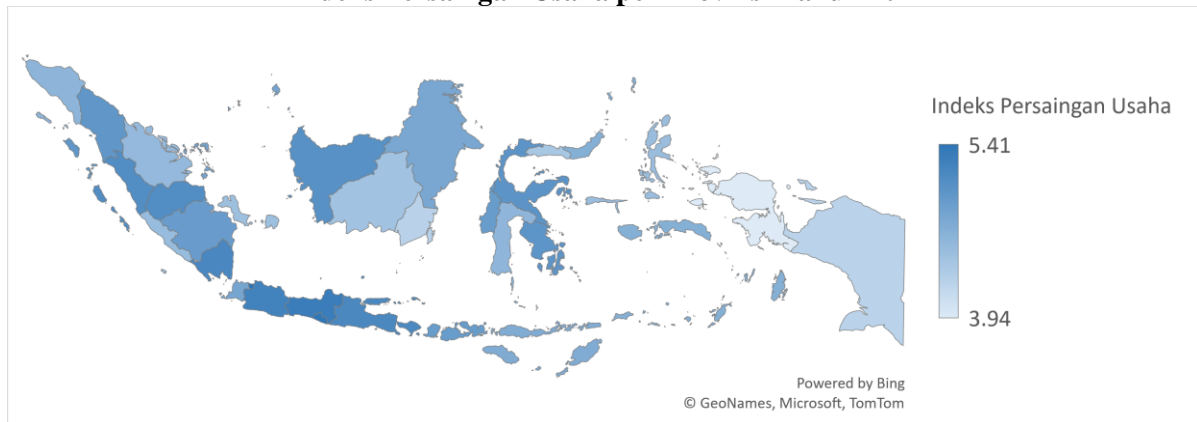 Indeks Persaingan Usaha
5.41
3.94
Powered by Bing
© GeoNames, Microsoft, TomTom